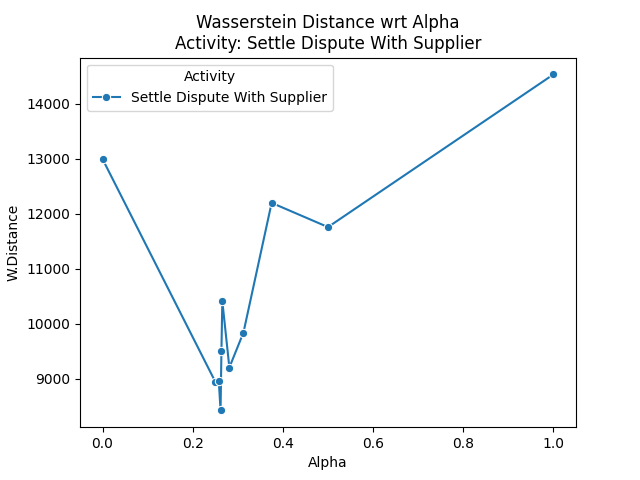 Wasserstein Distance wrt Alpha
Activity: Settle Dispute With Supplier
Activity
Settle Dispute With Supplier
14000
13000
12000
11000
10000
9000
W.Distance
0.0 0.2 0.4 0.6 0.8 1.0
Alpha